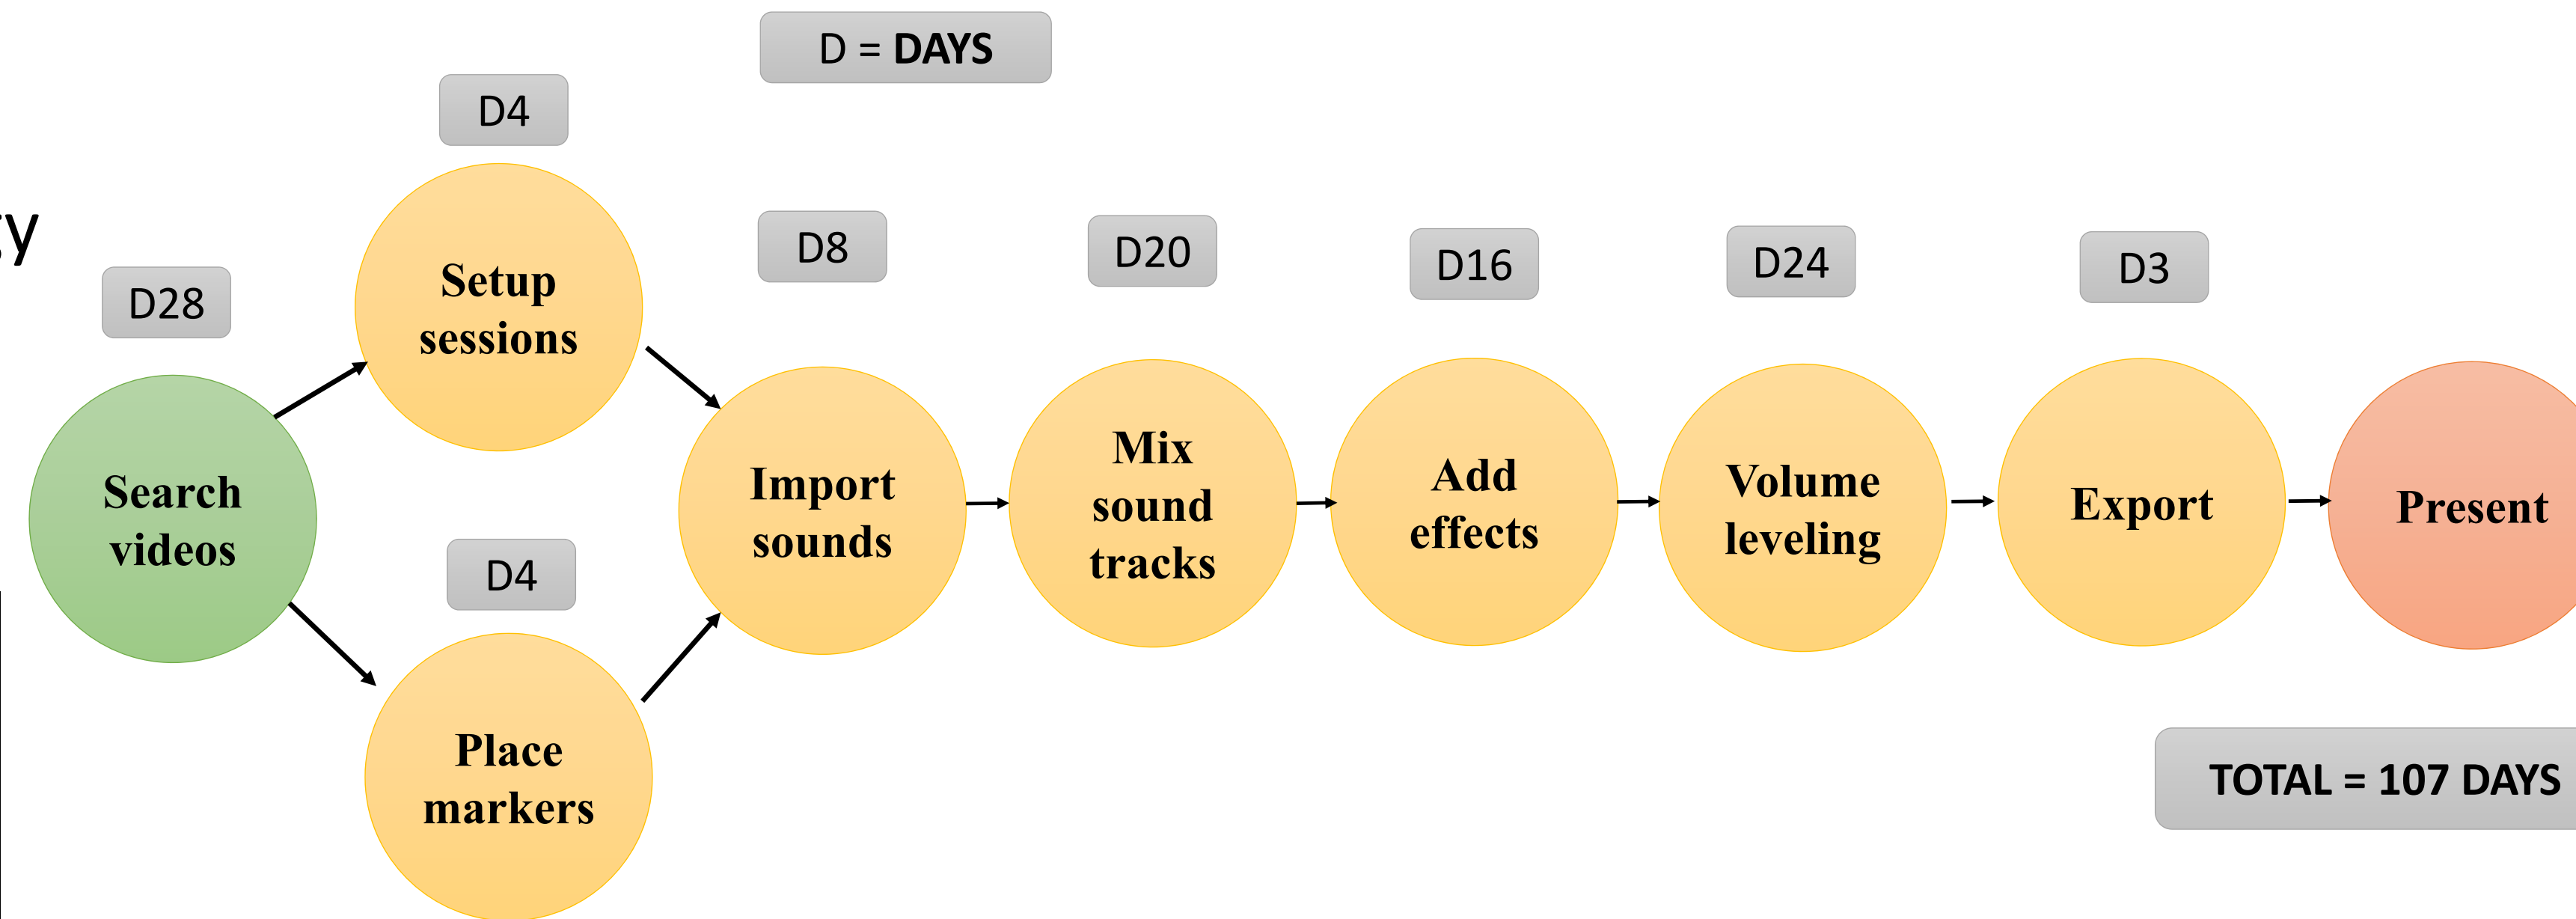 D = DAYS
D4
gy
D28
D8
D20
D16
D24
D3
Setup
sessions
Search
videos
D4
Place
markers
Import
sounds
Mix
sound
tracks
Add
effects
Volume
leveling
Export
Present
TOTAL = 107 DAYS